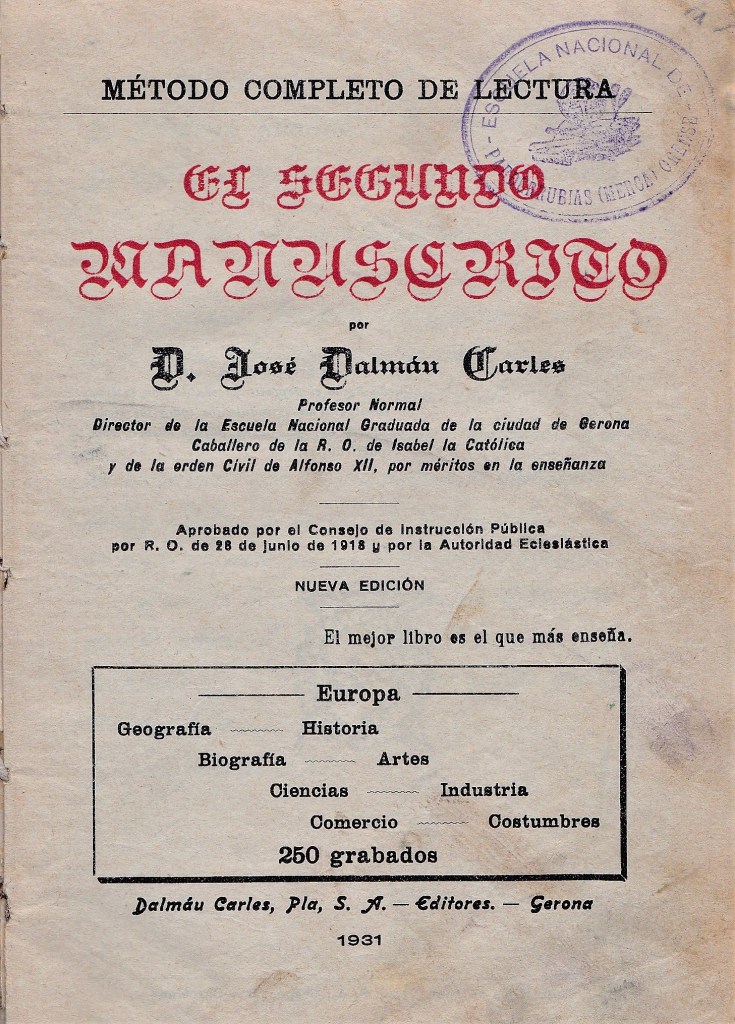 MÉTODO COMPLETO DE LECTURA
ESCUELA NACIONAL DE
(MERCA) ORENSE
EL SEGUNDO
MANUSCRITO
por
D. José Dalmáu Carles
Profesor Normal
Director de la Escuela Nacional Graduada de la ciudad de Gerona
Caballero de la R. O. de Isabel la Católica
y de la orden Civil de Alfonso XII, por méritos en la enseñanza
Aprobado por el Consejo de Instrucción Pública
por R. O. de 26 de junio de 1918 y por la Autoridad Eclesiástica
NUEVA EDICIÓN
El mejor libro es el que más enseña.
Europa
Geografía Historia
Biografía Artes
Ciencias Industria
Comercio Costumbres
250 grabados
Dalmáu Carles, Pla, S. A. — Editores. — Gerona
1931